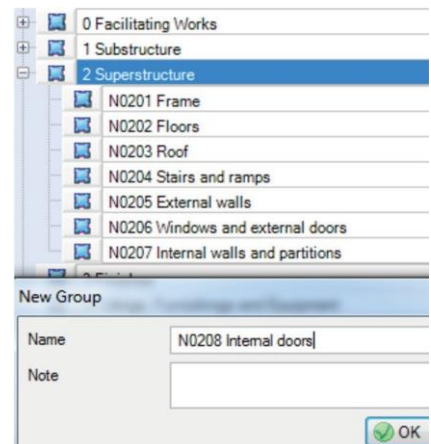 0 Facilitating Works
1 Substructure
2 Superstructure
N0201 Frame
N0202 Floors
N0203 Roof
N0204 Stairs and ramps
N0205 External walls
N0206 Windows and external doors
N0207 Internal walls and partitions
New Group
Name
N0208 Internal doors
Note
OK